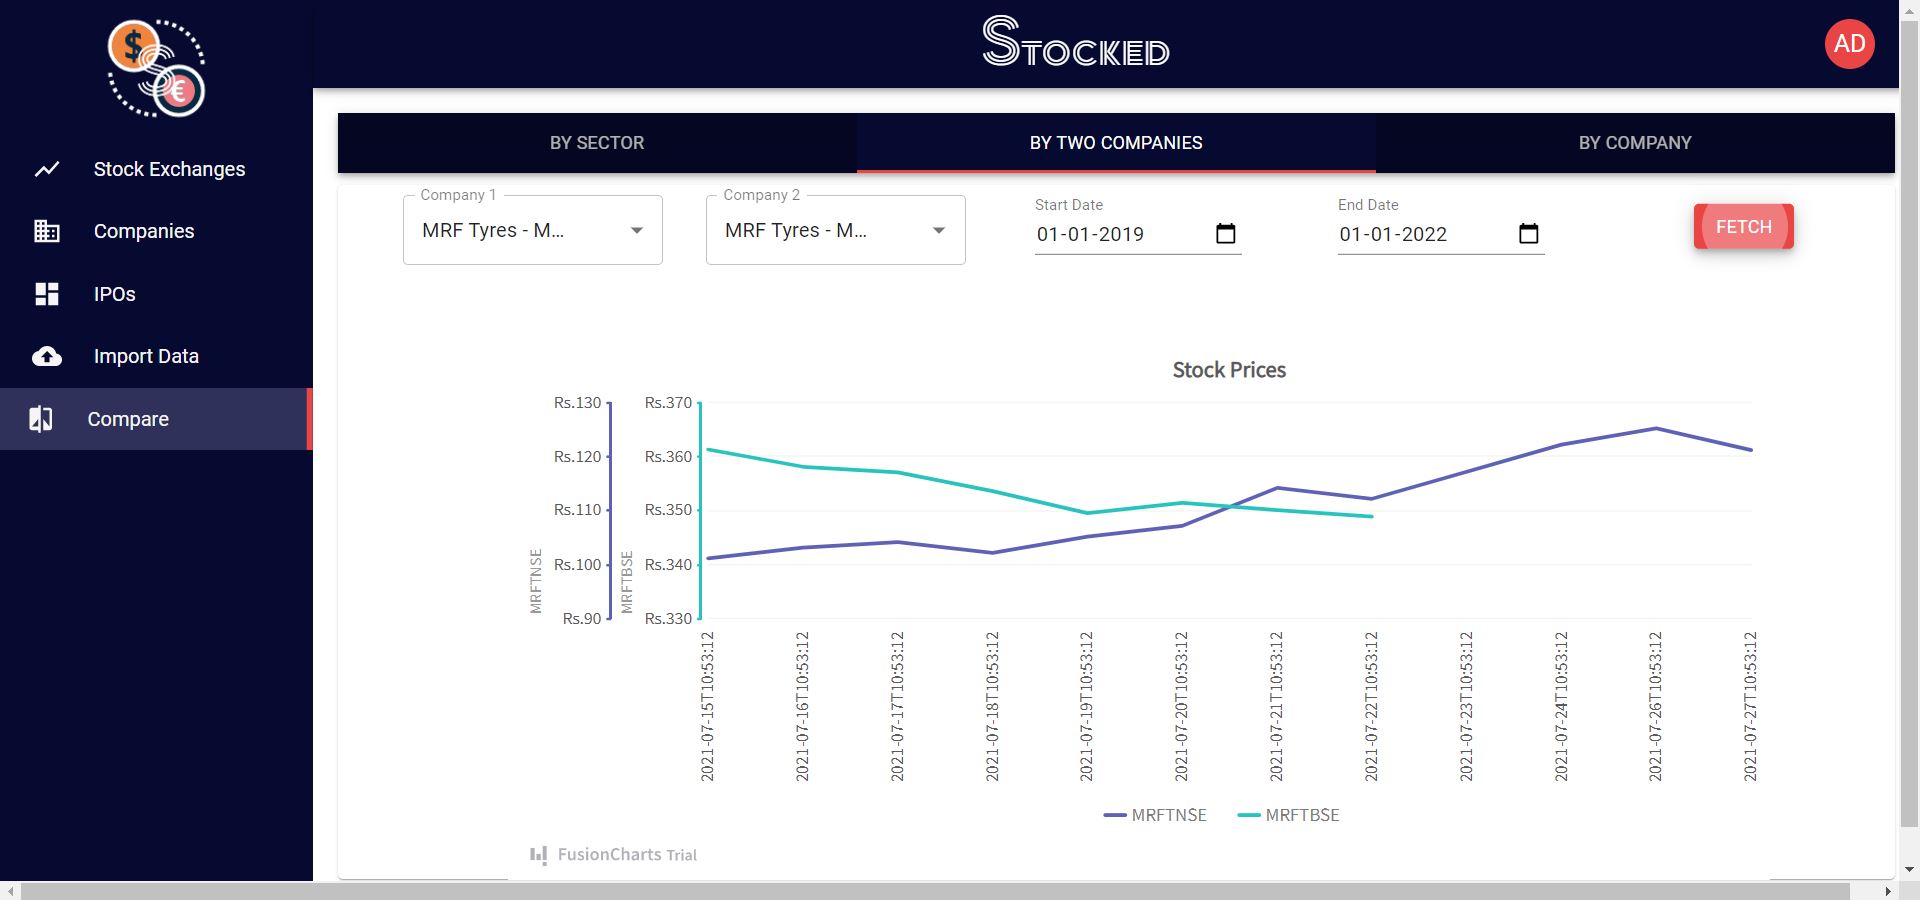 STOCKED
AD
Stock Exchanges
Companies
IPOs
Import Data
Compare
BY SECTOR
BY TWO COMPANIES
BY COMPANY
Company 1
MRF Tyres - M...
Company 2
MRF Tyres - M...
Start Date
01-01-2019
End Date
01-01-2022
FETCH
Stock Prices
Rs.130
Rs.120
Rs.110
Rs.100
Rs.90
MRFTNSE
Rs.370
Rs.360
Rs.350
Rs.340
Rs.330
MRFTBSE
2021-07-15T10:53:12
2021-07-16T10:53:12
2021-07-17T10:53:12
2021-07-18T10:53:12
2021-07-19T10:53:12
2021-07-20T10:53:12
2021-07-21T10:53:12
2021-07-22T10:53:12
2021-07-23T10:53:12
2021-07-24T10:53:12
2021-07-26T10:53:12
2021-07-27T10:53:12
MRFTNSE
MRFTBSE
FusionCharts Trial